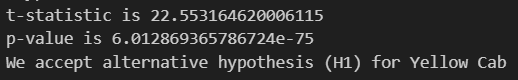 t-statistic is 22.553164620006115
p-value is 6.012869365786724e-75
We accept alternative hypothesis (H1) for Yellow Cab